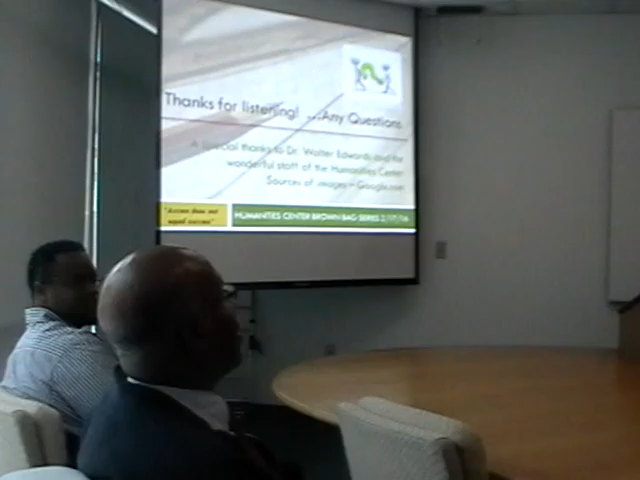 Thanks for listening! ...Any Questions
A special thanks to Dr. Walter Edwards and the
wonderful staff of the Humanities Center
Sources of images - Google.com
"Access does not
equal success"
HUMANITIES CENTER BROWN BAG SERIES 2/17/16